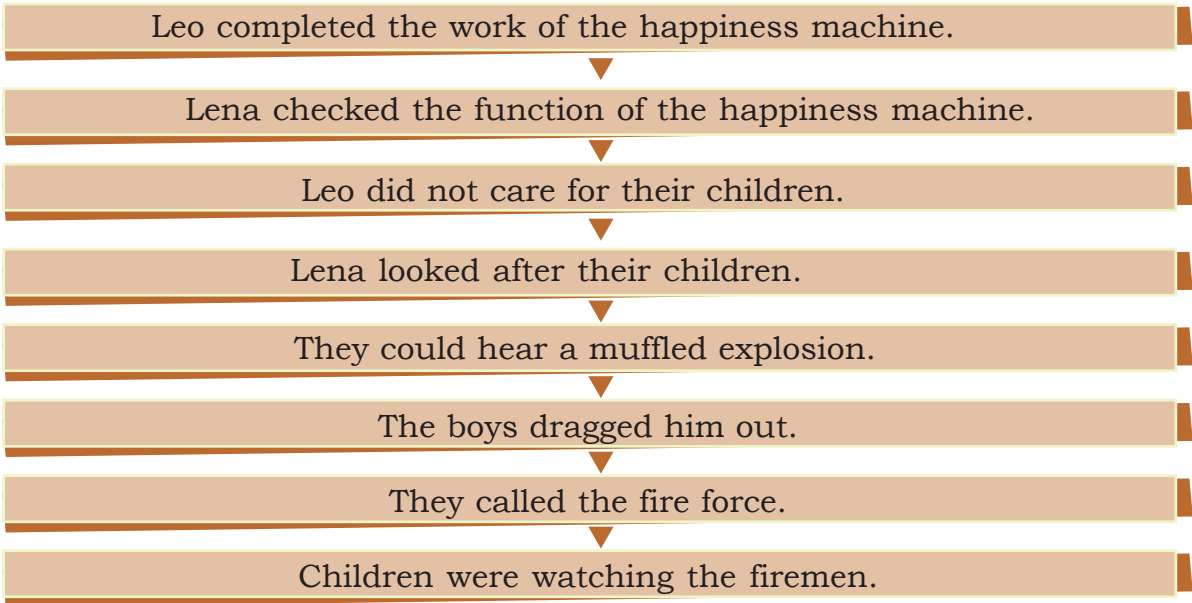 Leo completed the work of the happiness machine.
Lena checked the function of the happiness machine.
Leo did not care for their children.
Lena looked after their children.
They could hear a muffled explosion.
The boys dragged him out.
They called the fire force.
Children were watching the firemen.